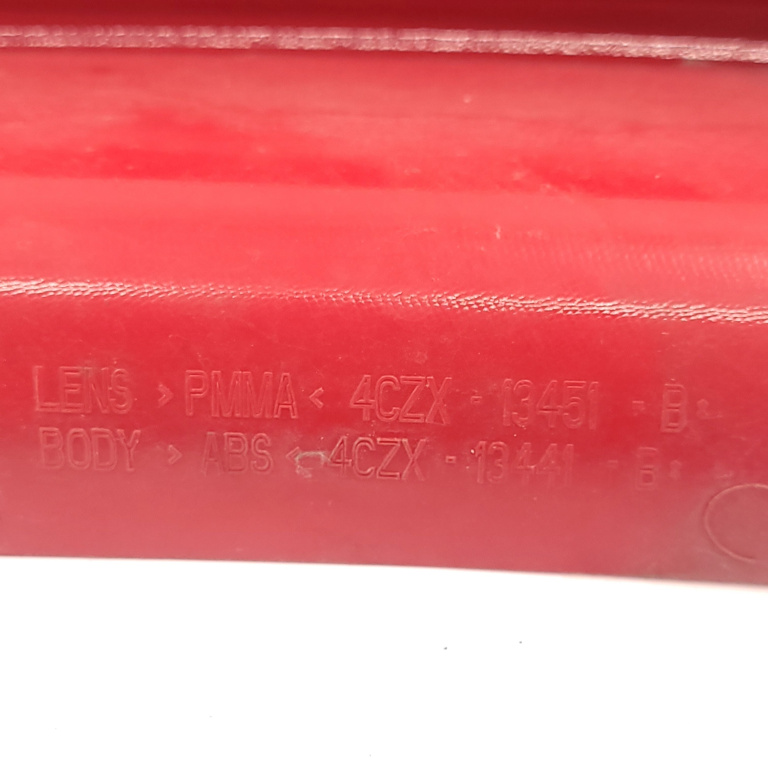 LENS >PMMA< 4CZX - 13451 - B
BODY >ABS< 4CZX - 13441 - B